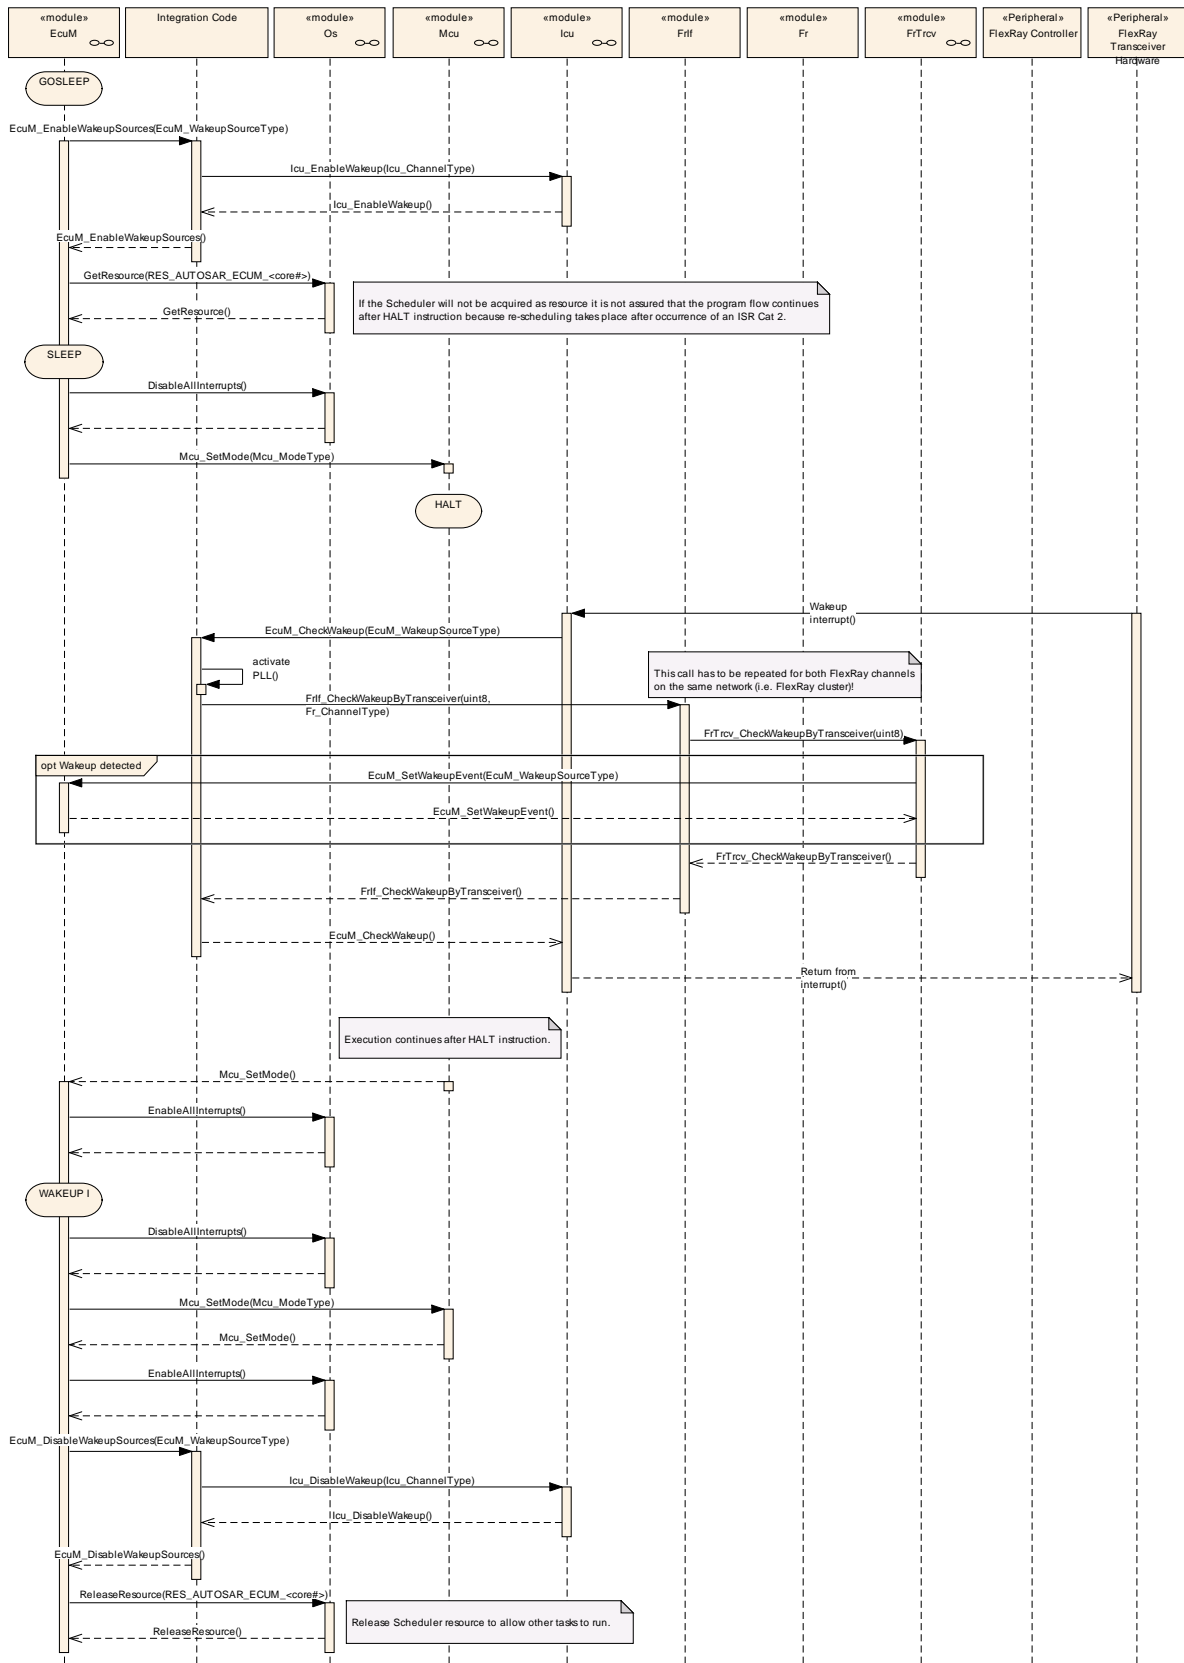 «module»
EcuM
Integration Code
«module»
Os
«module»
Mcu
«module»
Icu
«module»
FrIf
«module»
Fr
«module»
FrTrcv
«Peripheral»
FlexRay Controller
«Peripheral»
FlexRay
Transceiver
Hardware
GOSLEEP
EcuM_EnableWakeupSources(EcuM_WakeupSourceType)
Icu_EnableWakeup(Icu_ChannelType)
Icu_EnableWakeup()
EcuM_EnableWakeupSources()
GetResource(RES_AUTOSAR_ECUM_<core#>)
If the Scheduler will not be acquired as resource it is not assured that the program flow continues
after HALT instruction because re-scheduling takes place after occurrence of an ISR Cat 2.
GetResource()
SLEEP
DisableAllInterrupts()
Mcu_SetMode(Mcu_ModeType)
HALT
Wakeup
interrupt()
EcuM_CheckWakeup(EcuM_WakeupSourceType)
activate
PLL()
This call has to be repeated for both FlexRay channels
on the same network (i.e. FlexRay cluster)!
FrIf_CheckWakeupByTransceiver(uint8,
Fr_ChannelType)
FrTrcv_CheckWakeupByTransceiver(uint8)
opt Wakeup detected
EcuM_SetWakeupEvent(EcuM_WakeupSourceType)
EcuM_SetWakeupEvent()
FrTrcv_CheckWakeupByTransceiver()
FrIf_CheckWakeupByTransceiver()
EcuM_CheckWakeup()
Return from
interrupt()
Execution continues after HALT instruction.
Mcu_SetMode()
EnableAllInterrupts()
WAKEUP I
DisableAllInterrupts()
Mcu_SetMode(Mcu_ModeType)
Mcu_SetMode()
EnableAllInterrupts()
EcuM_DisableWakeupSources(EcuM_WakeupSourceType)
Icu_DisableWakeup(Icu_ChannelType)
Icu_DisableWakeup()
EcuM_DisableWakeupSources()
ReleaseResource(RES_AUTOSAR_ECUM_<core#>)
Release Scheduler resource to allow other tasks to run.
ReleaseResource()